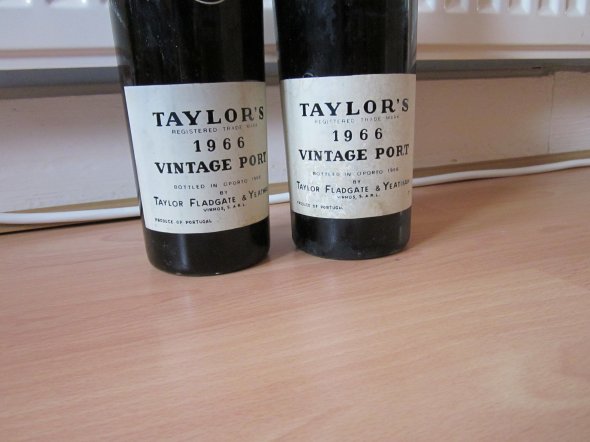 TAYLOR'S
REGISTERED TRADE MARK
1966
VINTAGE PORT
BOTTLED IN OPORTO 1968
BY
TAYLOR FLADGATE & YEATMAN
VINHOS, S.A.R.L.
PRODUCE OF PORTUGAL
TAYLOR'S
REGISTERED TRADE MARK
1966
VINTAGE PORT
BOTTLED IN OPORTO 1968
BY
TAYLOR FLADGATE & YEATMAN
VINHOS, S.A.R.L.
PRODUCE OF PORTUGAL